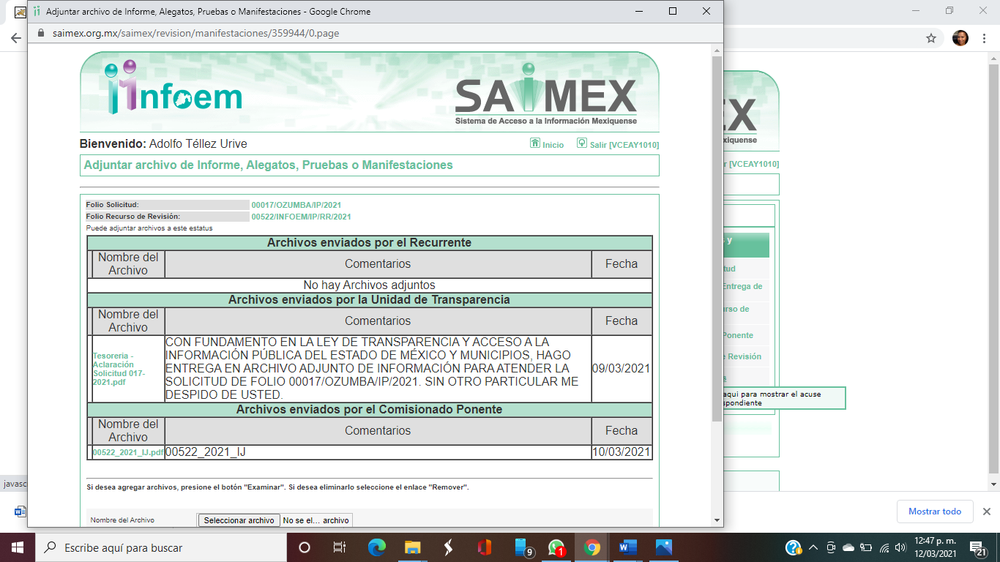 Adjuntar archivo de Informe, Alegatos, Pruebas o Manifestaciones - Google Chrome
saimex.org.mx/saimex/revision/manifestaciones/359944/0.page
infoem
SAIMEX
Sistema de Acceso a la Información Mexiquense
EX
xiquense
Bienvenido: Adolfo Téllez Urive
Inicio
Salir [VCEAY1010]
r [VCEAY1010]
Adjuntar archivo de Informe, Alegatos, Pruebas o Manifestaciones
Folio Solicitud: 00017/OZUMBA/IP/2021
Folio Recurso de Revisión: 00522/INFOEM/IP/RR/2021
Puede adjuntar archivos a este estatus
Archivos enviados por el Recurrente
Nombre del
Archivo
Comentarios
Fecha
No hay Archivos adjuntos
Archivos enviados por la Unidad de Transparencia
Nombre del
Archivo
Comentarios
Fecha
Tesoreria -
Aclaración
Solicitud 017-
2021.pdf
CON FUNDAMENTO EN LA LEY DE TRANSPARENCIA Y ACCESO A LA
INFORMACIÓN PÚBLICA DEL ESTADO DE MÉXICO Y MUNICIPIOS, HAGO
ENTREGA EN ARCHIVO ADJUNTO DE INFORMACIÓN PARA ATENDER LA
SOLICITUD DE FOLIO 00017/OZUMBA/IP/2021. SIN OTRO PARTICULAR ME
DESPIDO DE USTED.
09/03/2021
Archivos enviados por el Comisionado Ponente
Nombre del
Archivo
Comentarios
Fecha
00522_2021_IJ.pdf
00522_2021_IJ
10/03/2021
Si desea agregar archivos, presione el botón "Examinar". Si desea eliminarlo seleccione el enlace "Remover".
Nombre del Archivo
Seleccionar archivo
No se el... archivo
y
tud
Entrega de
rso de
Ponente
e Revisión
s
aqui para mostrar el acuse
spondiente
javasc
Mostrar todo
Escribe aquí para buscar
9
1
12:47 p. m.
12/03/2021
21